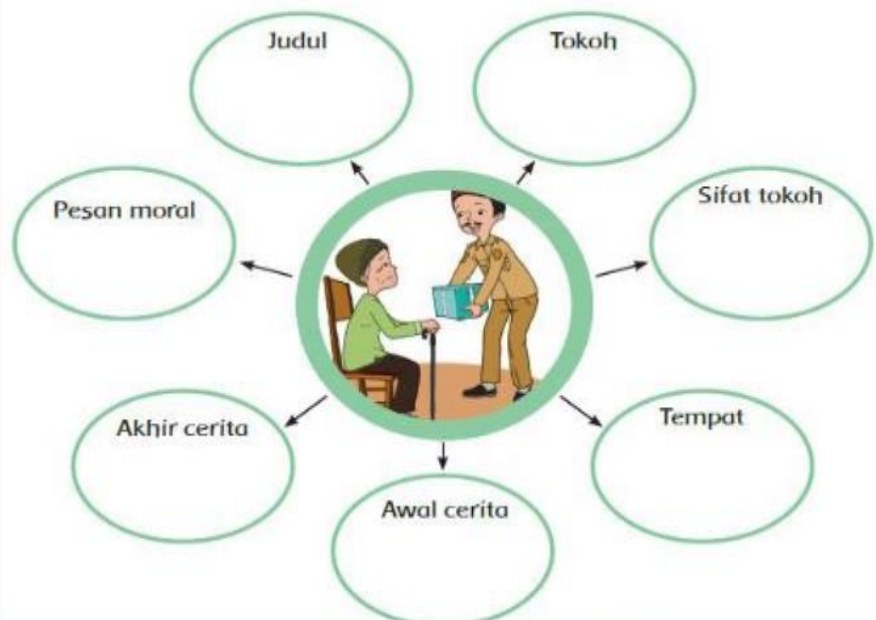 Judul
Tokoh
Pesan moral
Sifat tokoh
Akhir cerita
Tempat
Awal cerita